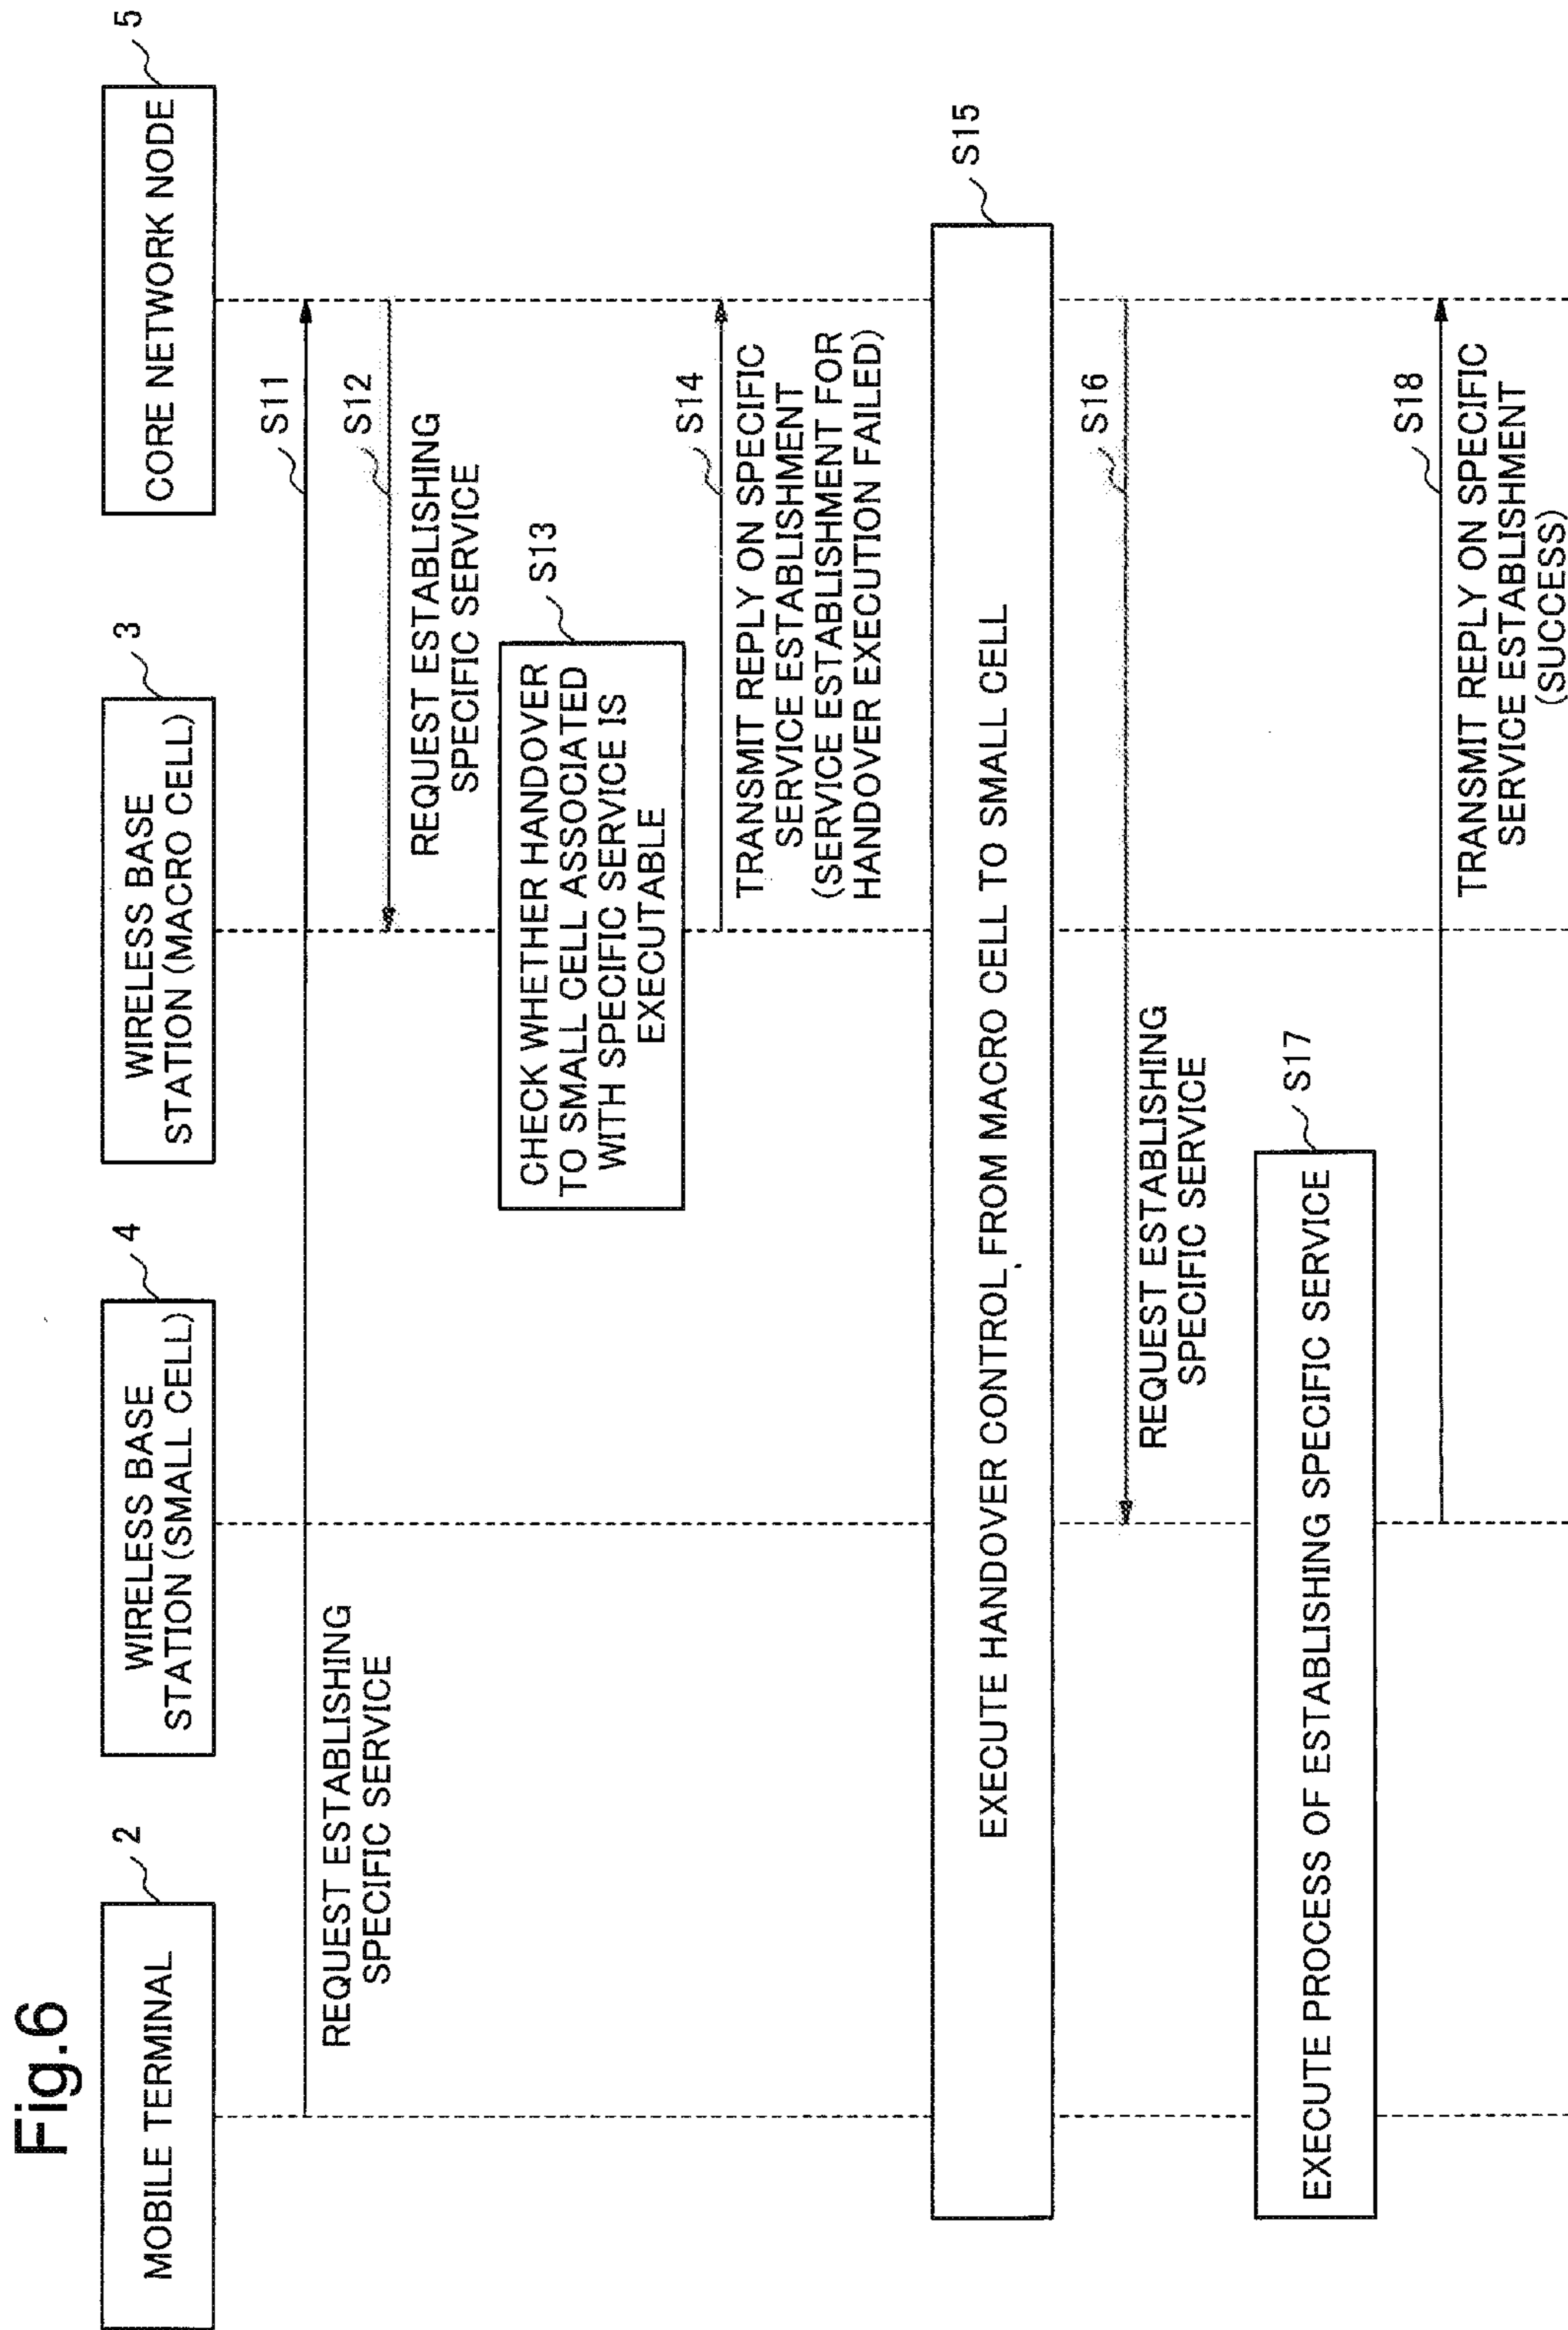 Fig.6
MOBILE TERMINAL
2
WIRELESS BASE
STATION (SMALL CELL)
4
WIRELESS BASE
STATION (MACRO CELL)
3
CORE NETWORK NODE
5
S11
REQUEST ESTABLISHING
SPECIFIC SERVICE
S12
REQUEST ESTABLISHING
SPECIFIC SERVICE
S13
CHECK WHETHER HANDOVER
TO SMALL CELL ASSOCIATED
WITH SPECIFIC SERVICE IS
EXECUTABLE
S14
TRANSMIT REPLY ON SPECIFIC
SERVICE ESTABLISHMENT
(SERVICE ESTABLISHMENT FOR
HANDOVER EXECUTION FAILED)
S15
EXECUTE HANDOVER CONTROL FROM MACRO CELL TO SMALL CELL
S16
REQUEST ESTABLISHING
SPECIFIC SERVICE
S17
EXECUTE PROCESS OF ESTABLISHING SPECIFIC SERVICE
S18
TRANSMIT REPLY ON SPECIFIC
SERVICE ESTABLISHMENT
(SUCCESS)